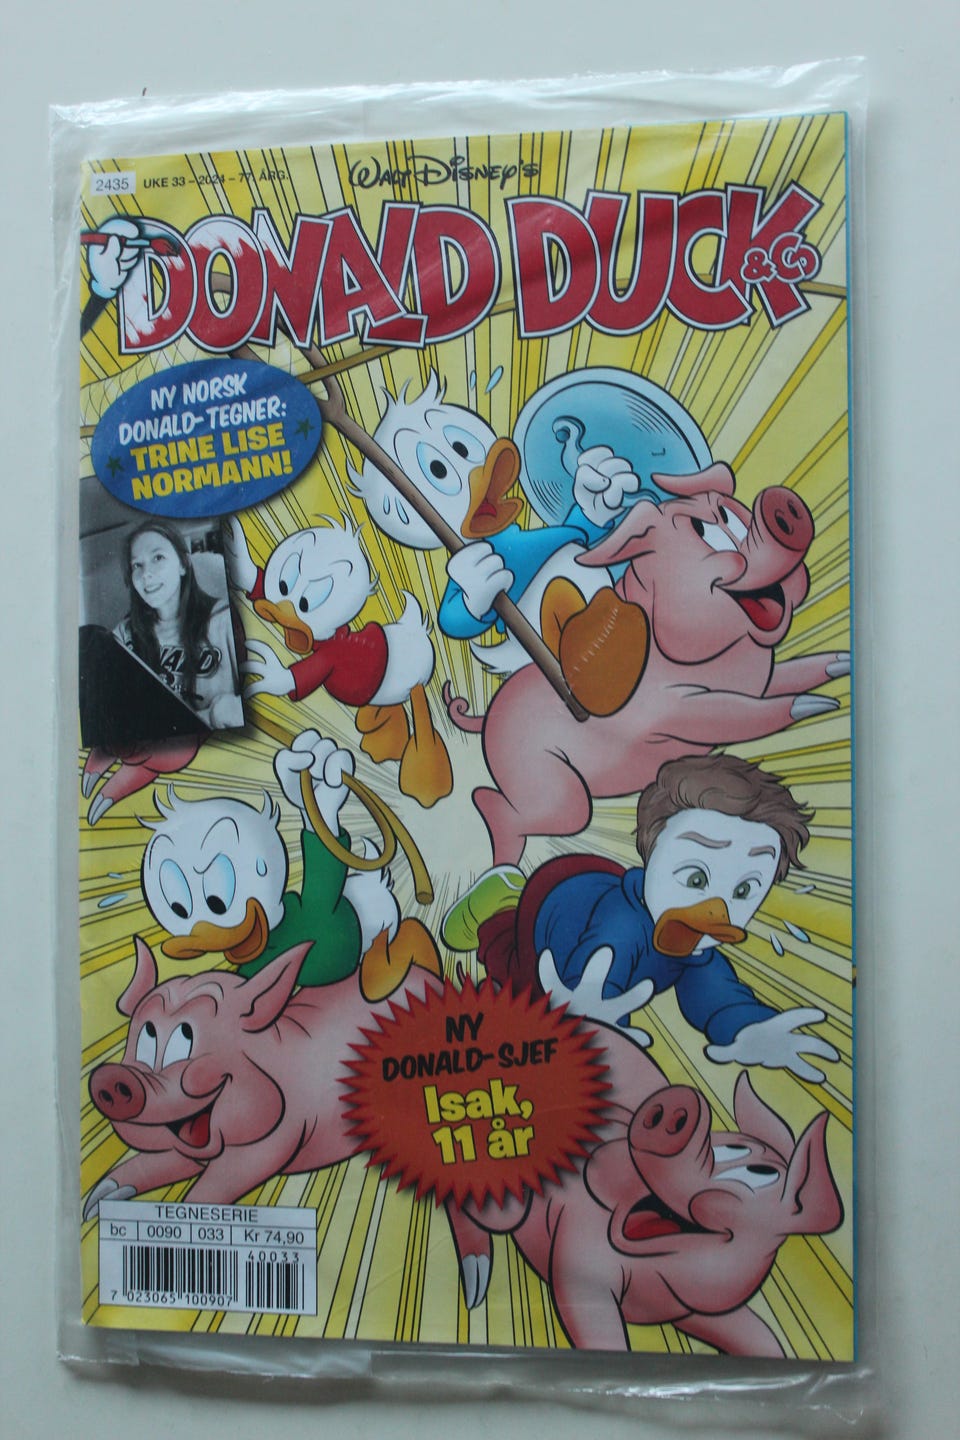 2435 UKE 33 – 2024 – 77. ÅRG.
WALT DISNEY'S
DONALD DUCK & Co
NY NORSK
DONALD-TEGNER:
TRINE LISE
NORMANN!
NY
DONALD-SJEF
Isak,
11 år
TEGNESERIE
bc 0090 033 Kr 74,90
40033
7 023065 100907